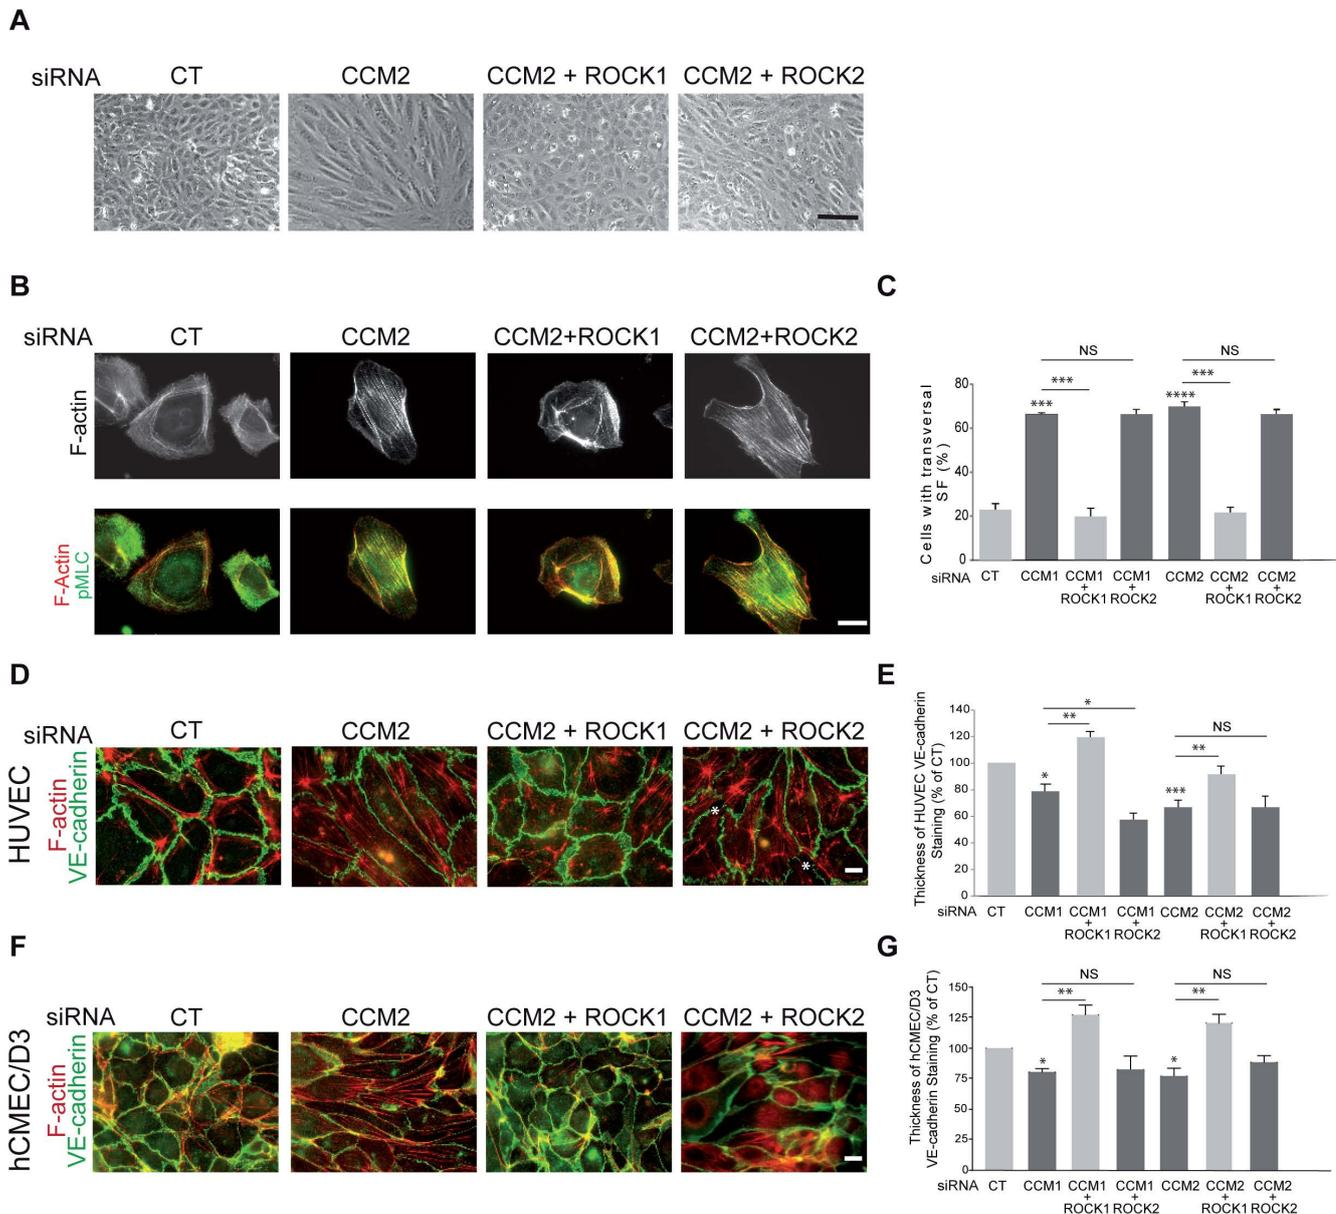 A
siRNA CT CCM2 CCM2 + ROCK1 CCM2 + ROCK2
B
siRNA CT CCM2 CCM2+ROCK1 CCM2+ROCK2
F-actin
F-Actin
pMLC
C
Cells with transversal
SF (%)
NS NS
*** ***
*** ****
80
60
40
20
0
siRNA CT CCM1 CCM1 CCM1 CCM2 CCM2 CCM2
+ + + +
ROCK1 ROCK2 ROCK1 ROCK2
D
siRNA CT CCM2 CCM2 + ROCK1 CCM2 + ROCK2
HUVEC
F-actin
VE-cadherin
*
*
E
Thickness of HUVEC VE-cadherin
Staining (% of CT)
140
120
100
80
60
40
20
0
* NS
** **
* ***
siRNA CT CCM1 CCM1 CCM1 CCM2 CCM2 CCM2
+ + + +
ROCK1 ROCK2 ROCK1 ROCK2
F
siRNA CT CCM2 CCM2 + ROCK1 CCM2 + ROCK2
hCMEC/D3
F-actin
VE-cadherin
G
Thickness of hCMEC/D3
VE-cadherin Staining (% of CT)
150
125
100
75
50
25
0
NS NS
** **
* *
siRNA CT CCM1 CCM1 CCM1 CCM2 CCM2 CCM2
+ + + +
ROCK1 ROCK2 ROCK1 ROCK2